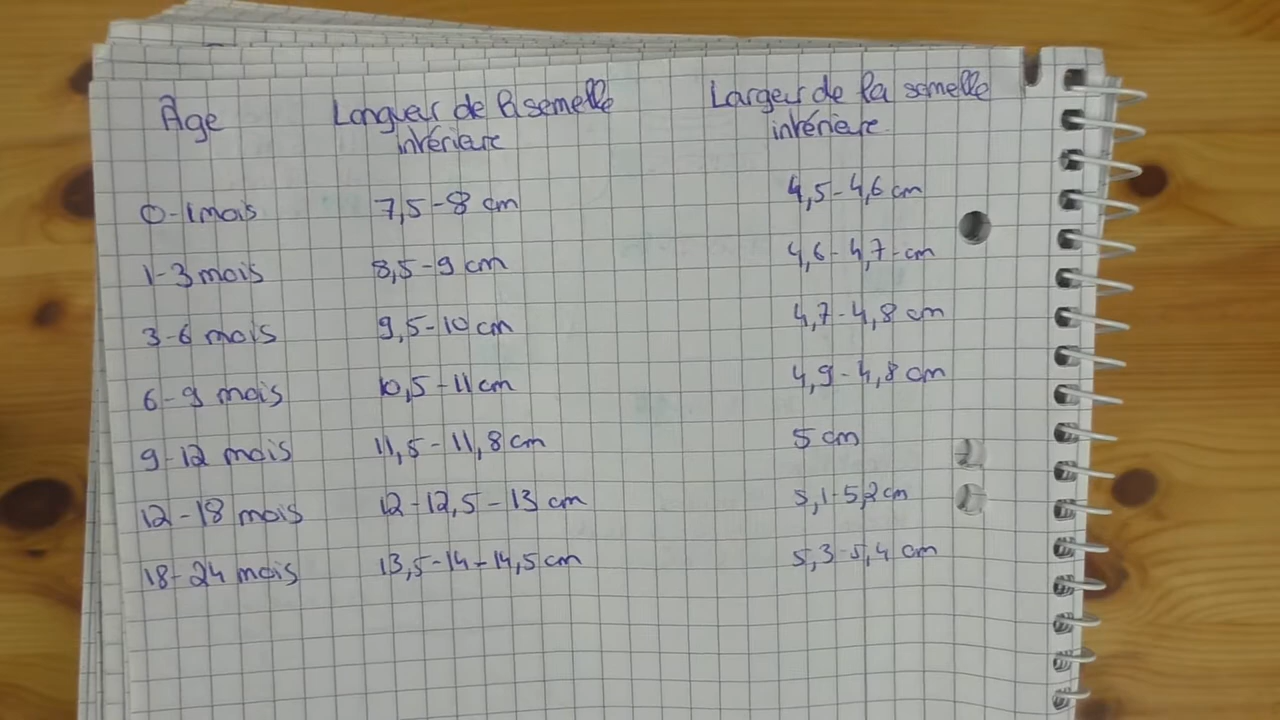 Âge Longueur de la semelle Largeur de la semelle
intérieure intérieure
0-1 mois 7,5-8 cm 4,5-4,6 cm
1-3 mois 8,5-9 cm 4,6-4,7-cm
3-6 mois 9,5-10 cm 4,7-4,8 cm
6-9 mois 10,5-11 cm 4,9-4,8 cm
9-12 mois 11,5-11,8 cm 5 cm
12-18 mois 12-12,5-13 cm 5,1-5,2 cm
18-24 mois 13,5-14-14,5 cm 5,3-5,4 cm